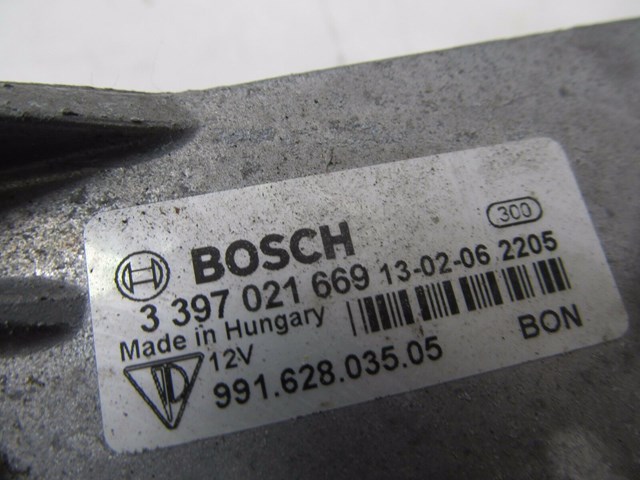 300
BOSCH
3 397 021 669 13-02-06 2205
Made in Hungary
12V BON
991.628.035.05